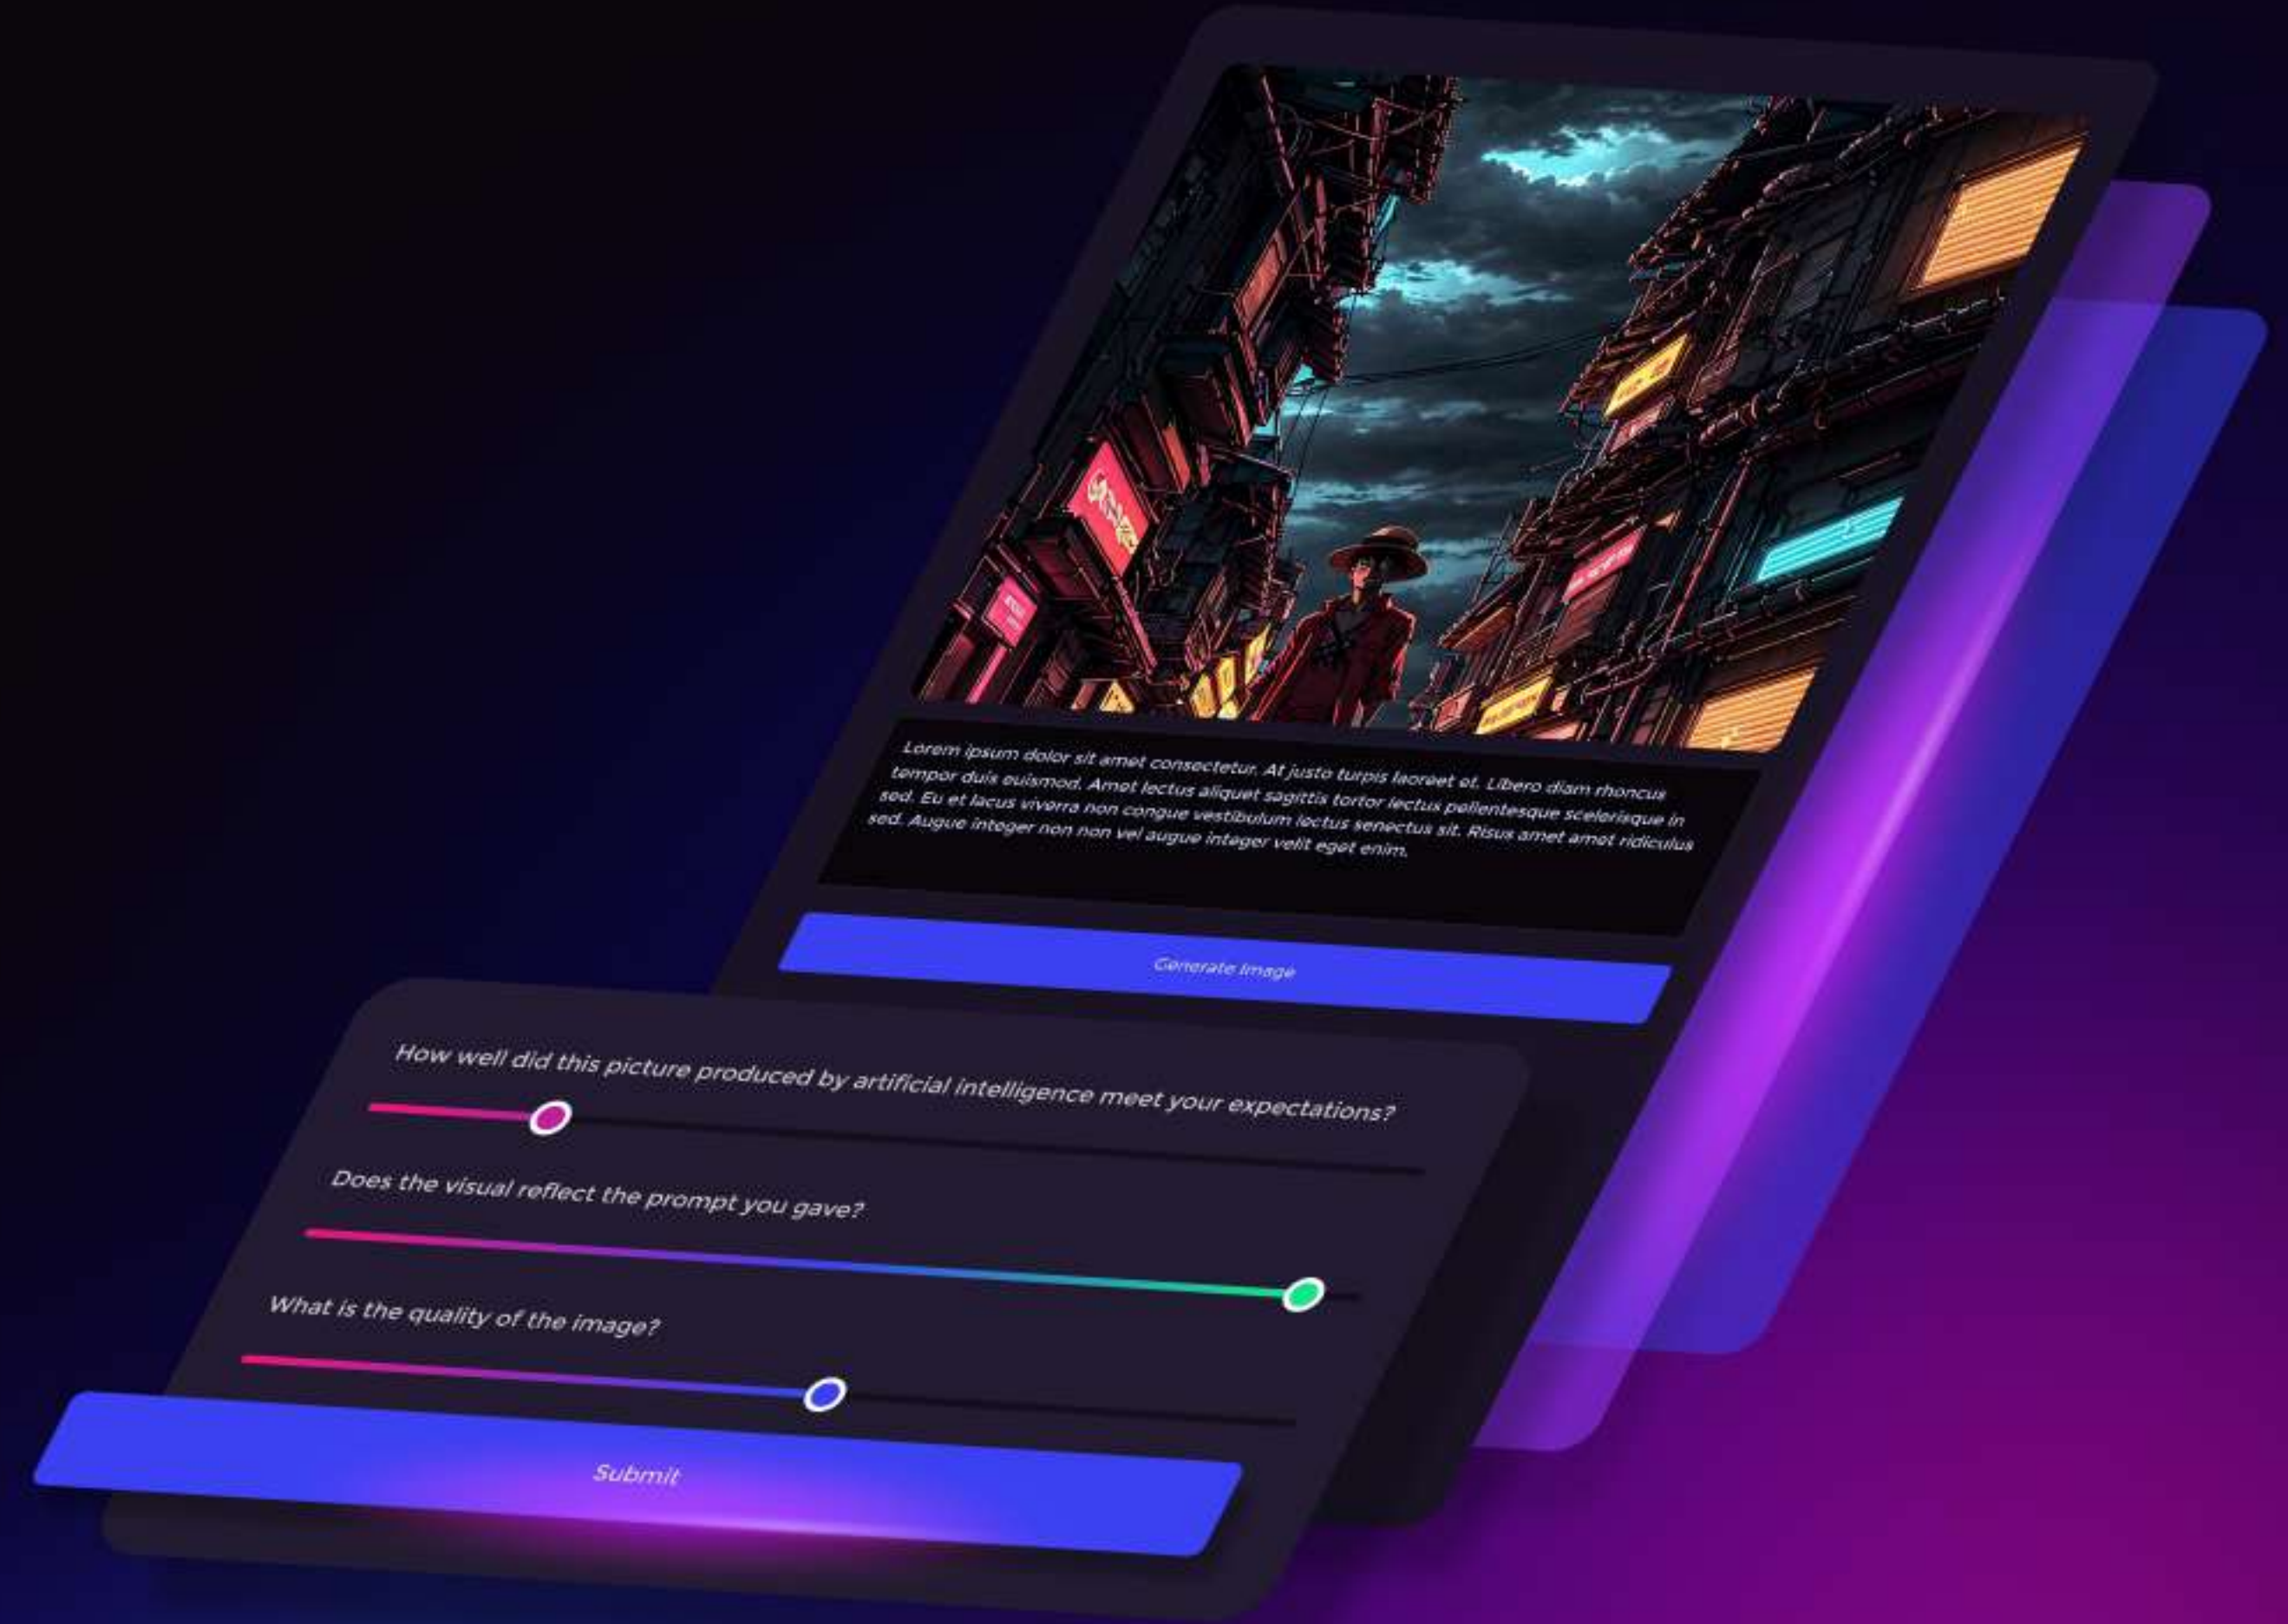 Lorem ipsum dolor sit amet consectetur. At justo turpis laoreet et. Libero diam rhoncus
tempor duis euismod. Amet lectus aliquet sagittis tortor lectus pellentesque scelerisque in
sed. Eu et lacus viverra non congue vestibulum lectus senectus sit. Risus amet amet ridiculus
sed. Augue integer non non vel augue integer velit eget enim.
Generate Image
How well did this picture produced by artificial intelligence meet your expectations?
Does the visual reflect the prompt you gave?
What is the quality of the image?
Submit